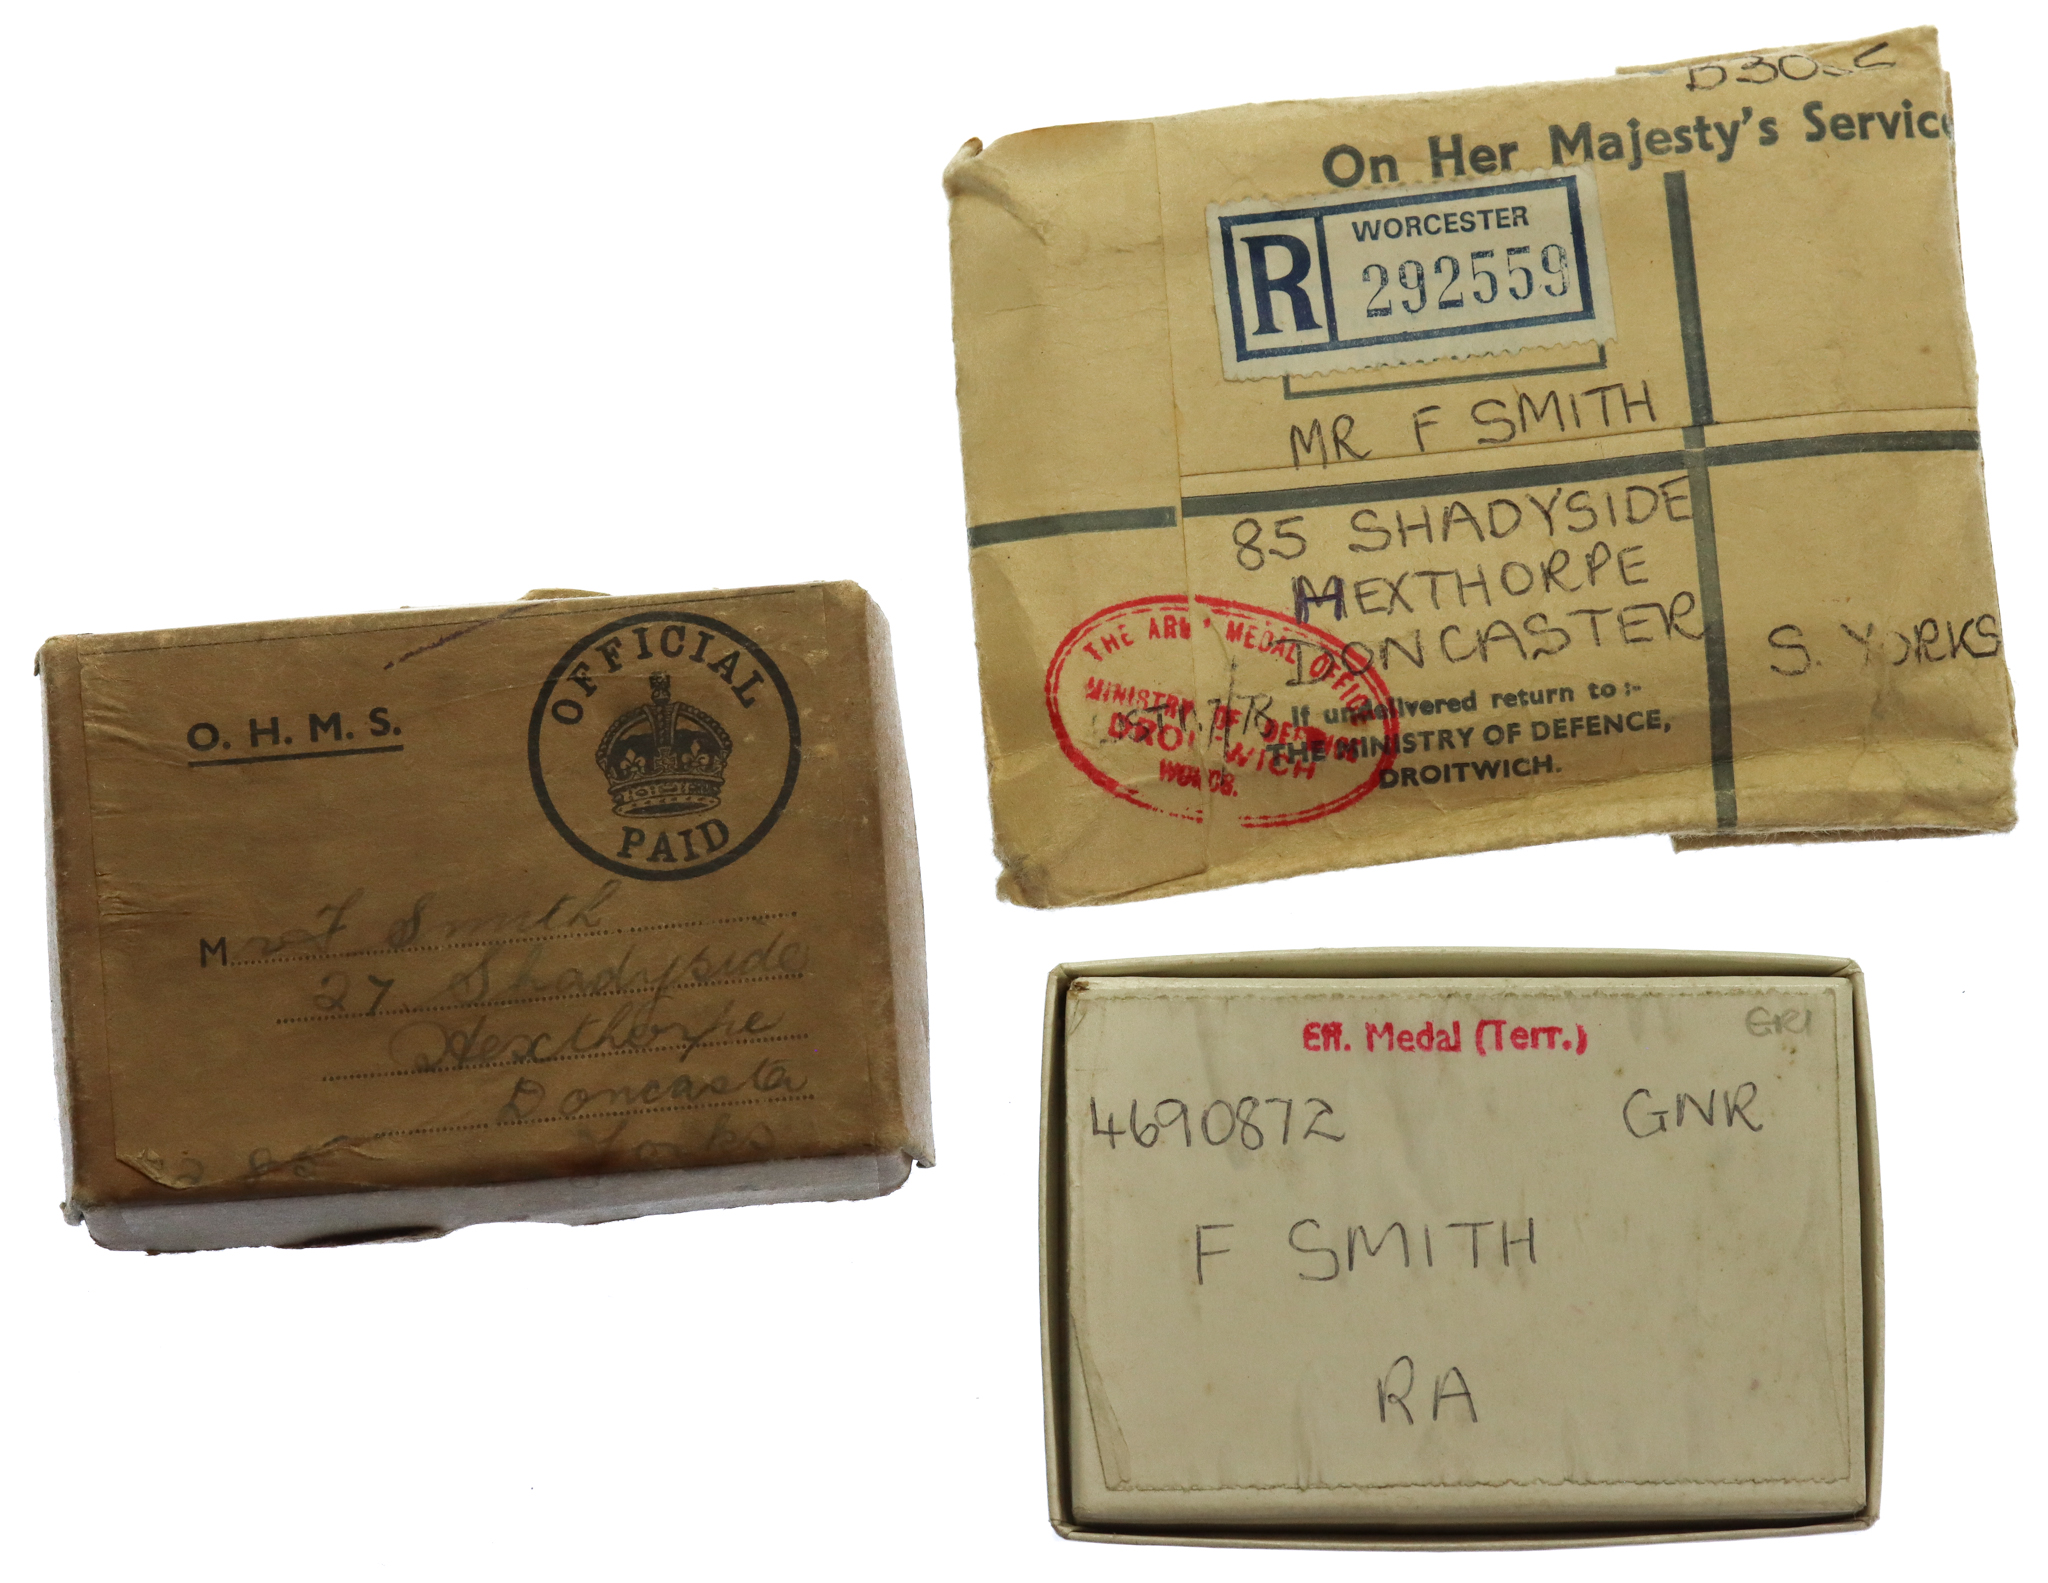 O. H. M. S.
OFFICIAL
PAID
Mr F Smith
27 Shadyside
Hexthorpe
Doncaster
Yorks
On Her Majesty's Service
R WORCESTER
292559
MR F SMITH
85 SHADYSIDE
HEXTHORPE
DONCASTER S. YORKS
THE ARMY MEDAL OFFICE
MINISTRY OF DEFENCE
DROITWICH
WORCS.
If undelivered return to :-
THE MINISTRY OF DEFENCE,
DROITWICH.
Eff. Medal (Terr.)
GRI
4690872 GNR
F SMITH
RA